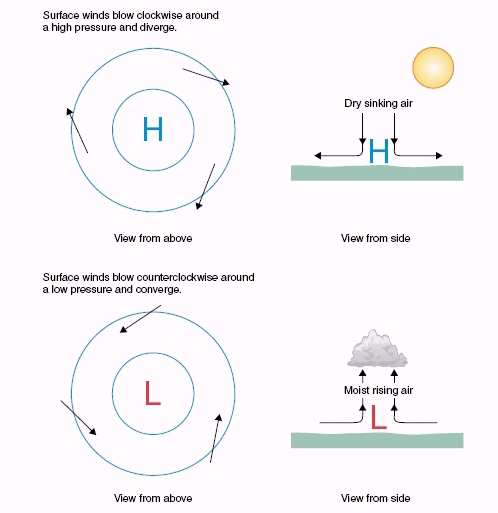 Surface winds blow clockwise around
a high pressure and diverge.
H
View from above
Dry sinking air
H
View from side
Surface winds blow counterclockwise around
a low pressure and converge.
L
View from above
Moist rising air
L
View from side